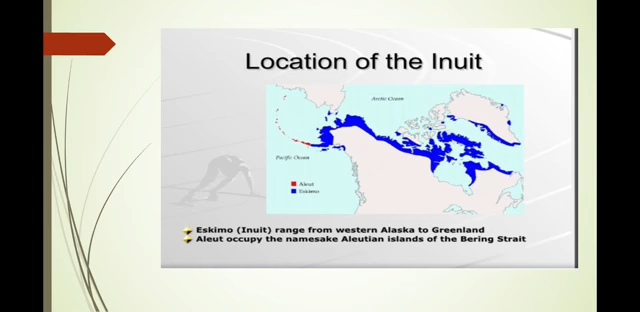 Location of the Inuit
Arctic Ocean
Pacific Ocean
Aleut
Eskimo
Eskimo (Inuit) range from western Alaska to Greenland
Aleut occupy the namesake Aleutian islands of the Bering Strait